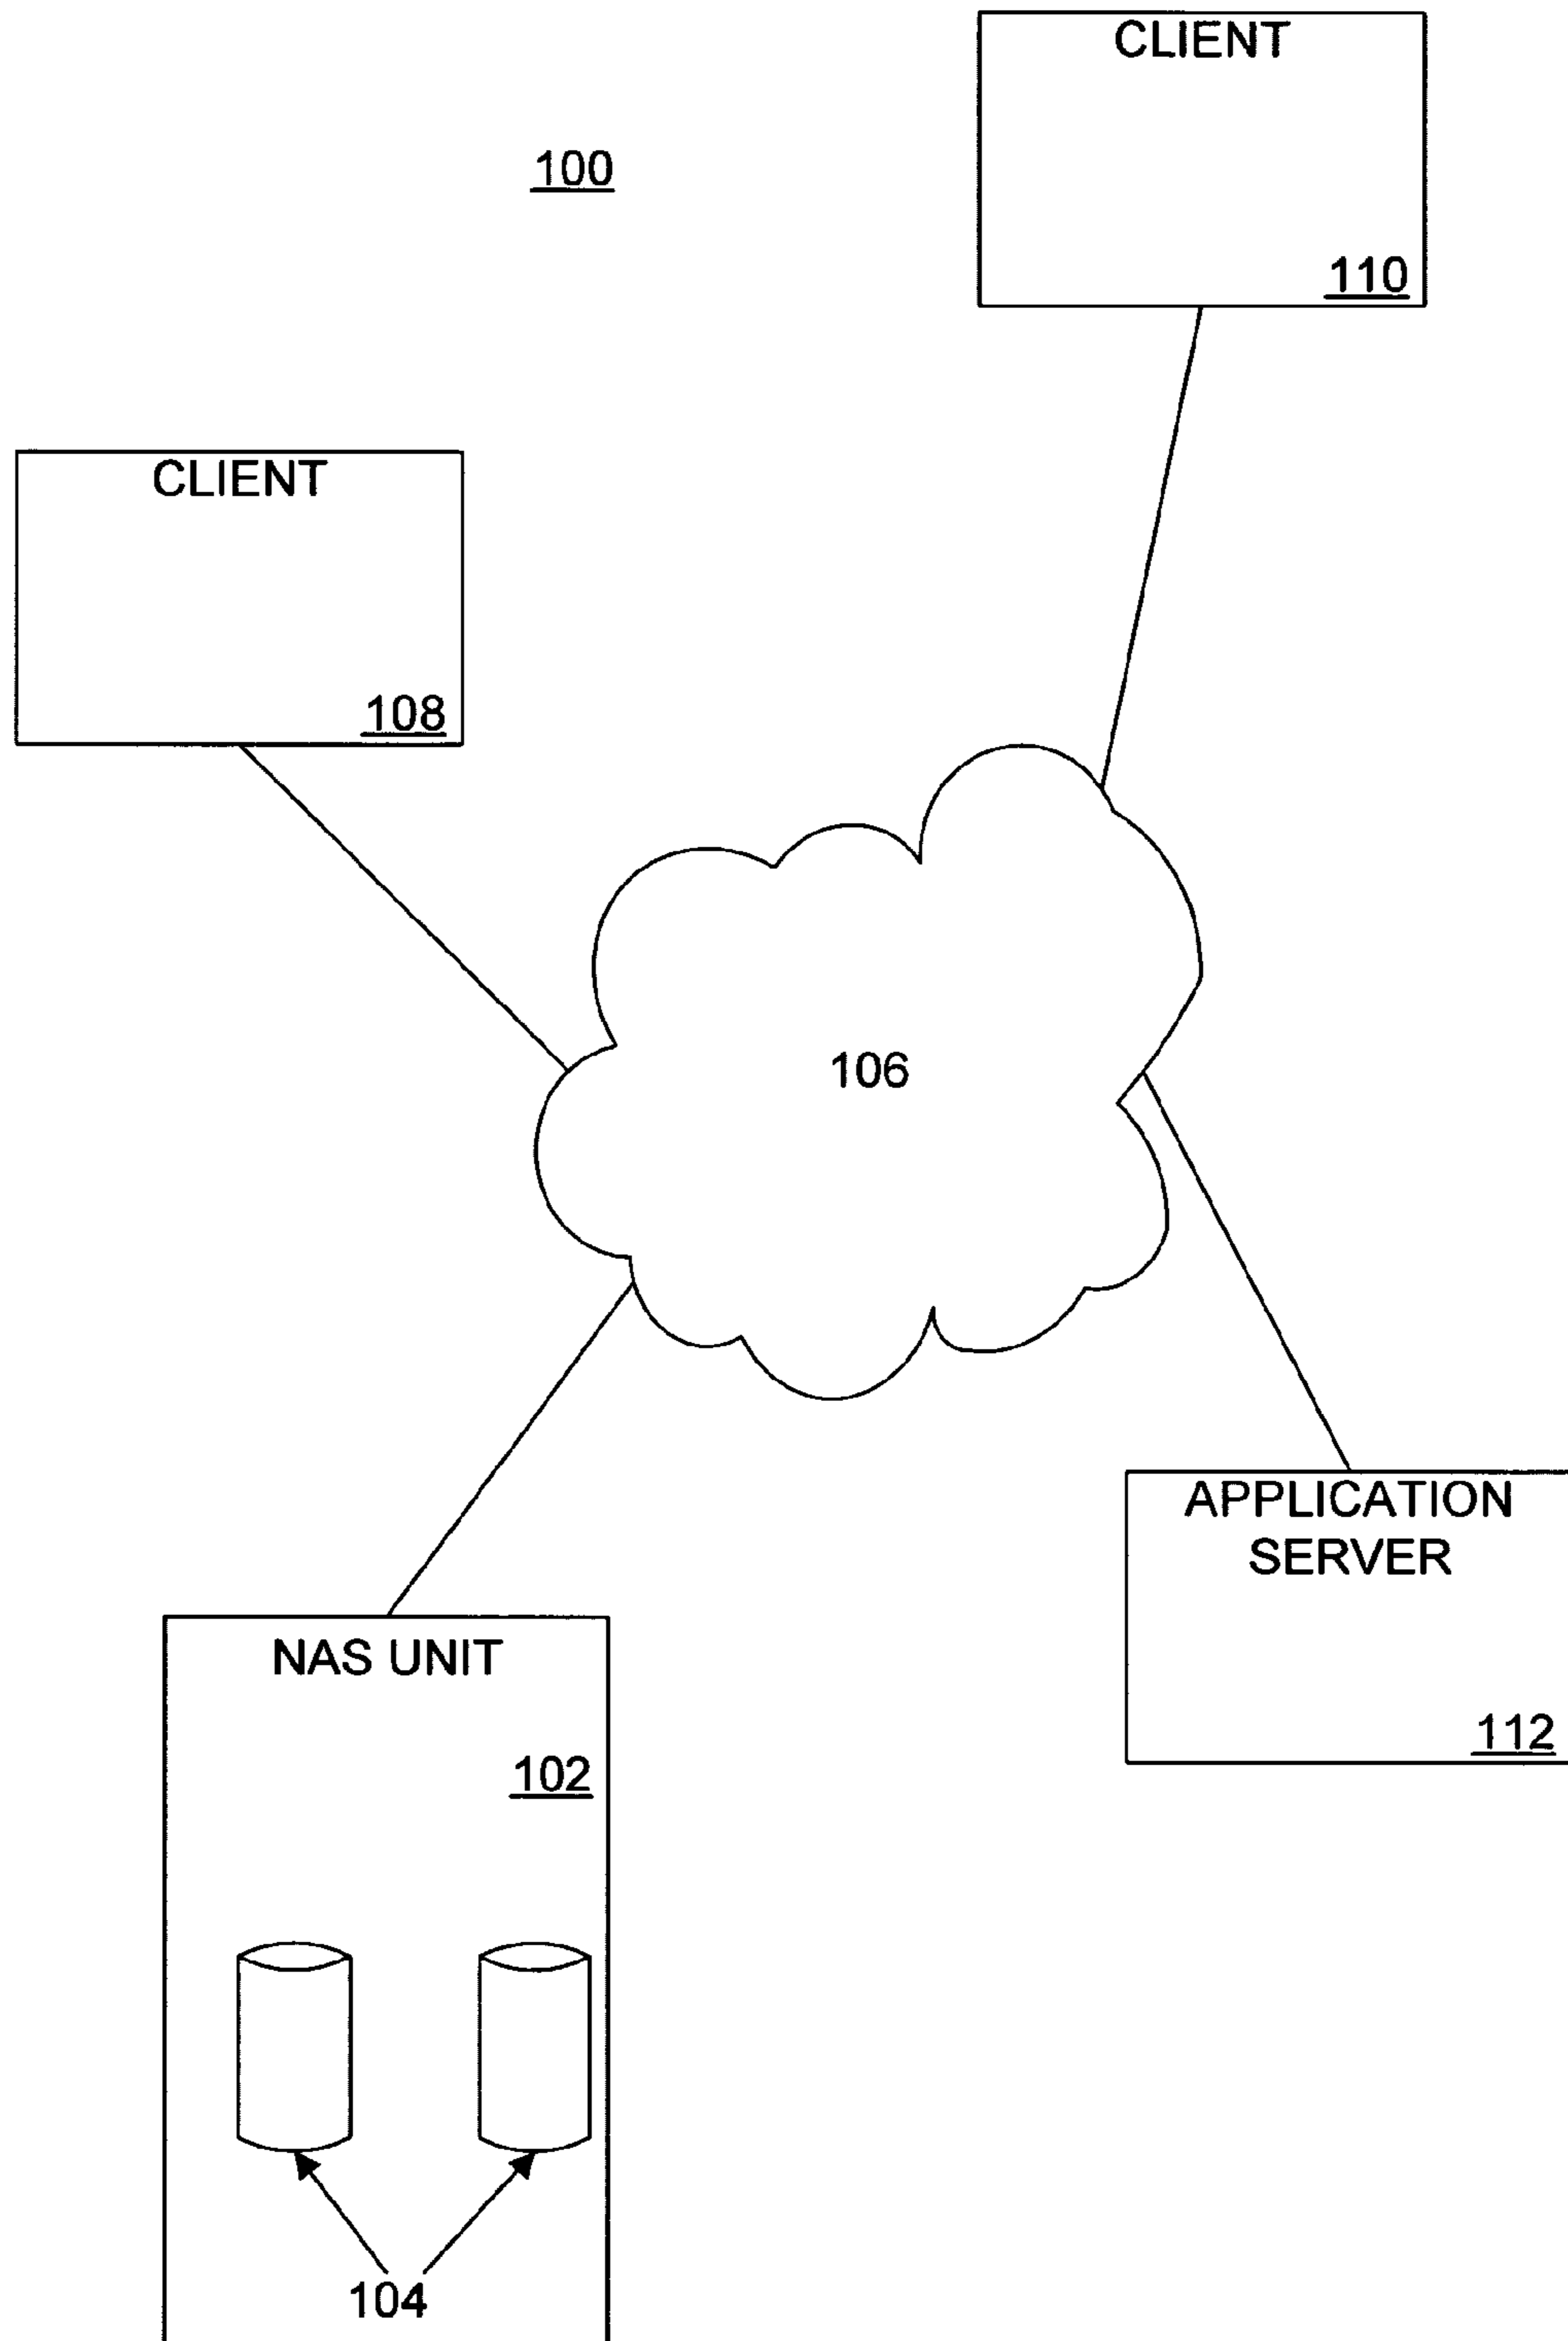 CLIENT
100
110
CLIENT
108
106
APPLICATION
SERVER
NAS UNIT
112
102
104